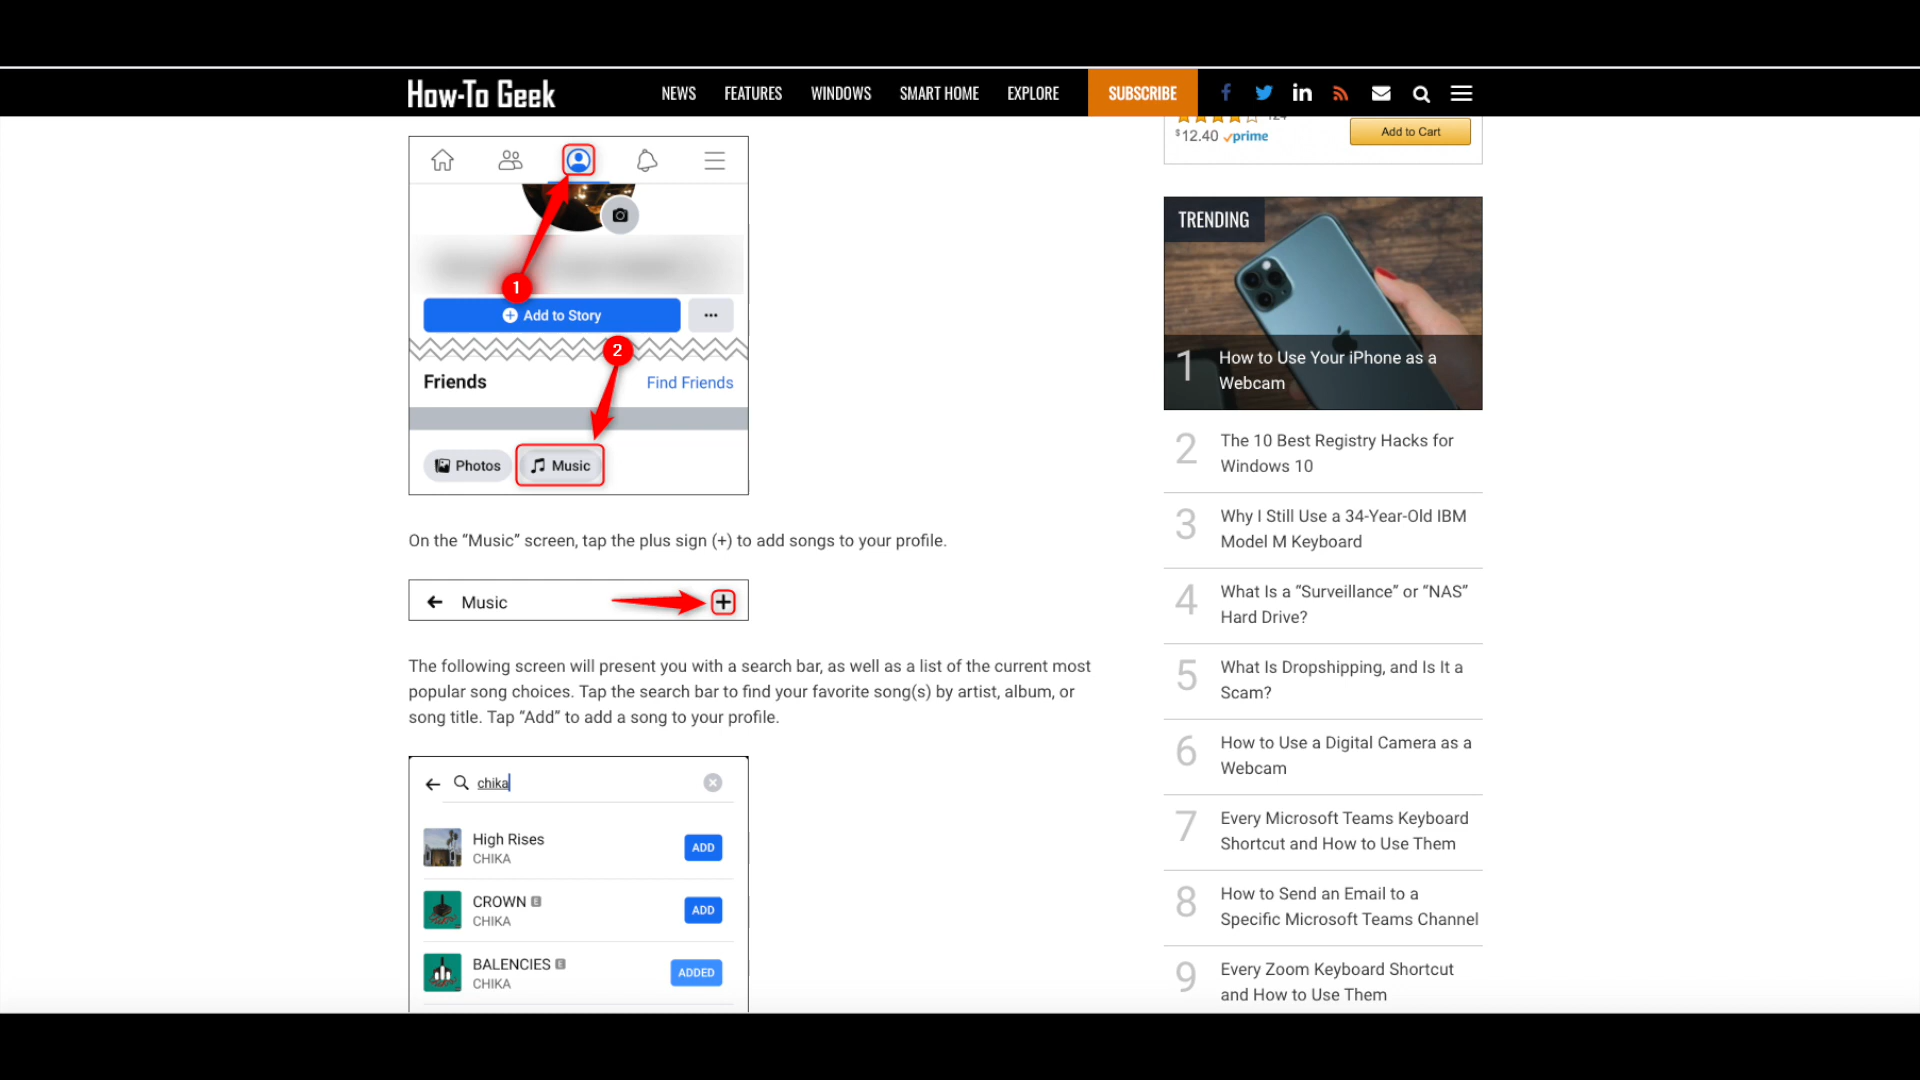 How-To Geek
NEWS FEATURES WINDOWS SMART HOME EXPLORE SUBSCRIBE
1
Add to Story
2
Friends Find Friends
Photos Music
On the “Music” screen, tap the plus sign (+) to add songs to your profile.
Music
The following screen will present you with a search bar, as well as a list of the current most
popular song choices. Tap the search bar to find your favorite song(s) by artist, album, or
song title. Tap “Add” to add a song to your profile.
chika
High Rises
CHIKA
ADD
CROWN E
CHIKA
ADD
BALENCIES E
CHIKA
ADDED
$12.40 prime
Add to Cart
TRENDING
1 How to Use Your iPhone as a
Webcam
2 The 10 Best Registry Hacks for
Windows 10
3 Why I Still Use a 34-Year-Old IBM
Model M Keyboard
4 What Is a “Surveillance” or “NAS”
Hard Drive?
5 What Is Dropshipping, and Is It a
Scam?
6 How to Use a Digital Camera as a
Webcam
7 Every Microsoft Teams Keyboard
Shortcut and How to Use Them
8 How to Send an Email to a
Specific Microsoft Teams Channel
9 Every Zoom Keyboard Shortcut
and How to Use Them